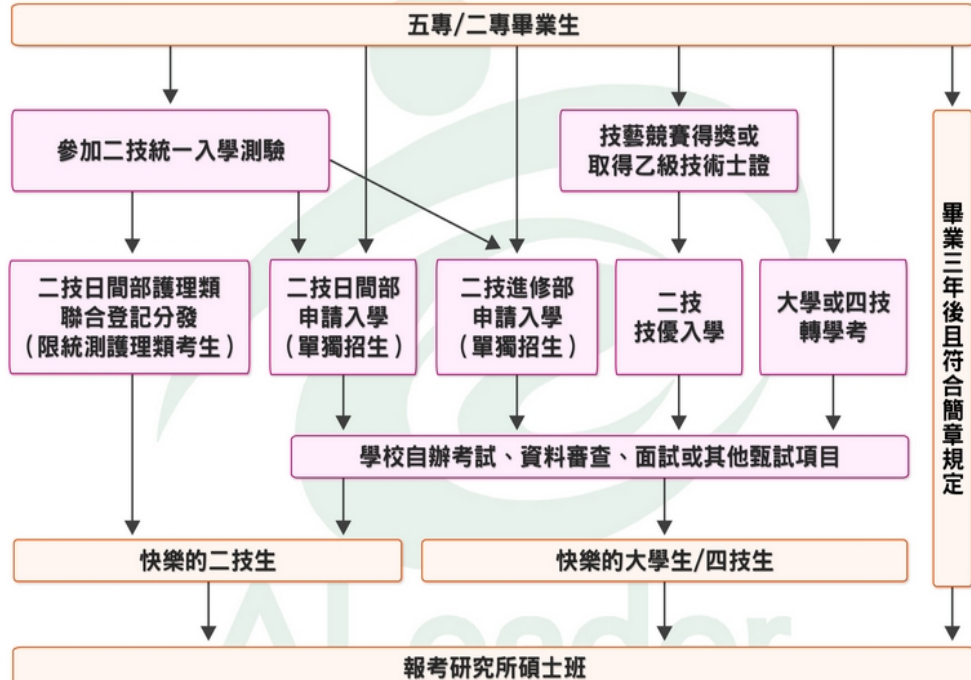 五專/二專畢業生
參加二技統一入學測驗
技藝競賽得獎或
取得乙級技術士證
畢業三年後且符合簡章規定
二技日間部護理類
聯合登記分發
（限統測護理類考生）
二技日間部
申請入學
（單獨招生）
二技進修部
申請入學
（單獨招生）
二技
技優入學
大學或四技
轉學考
學校自辦考試、資料審查、面試或其他甄試項目
快樂的二技生
快樂的大學生/四技生
ALeader
報考研究所碩士班